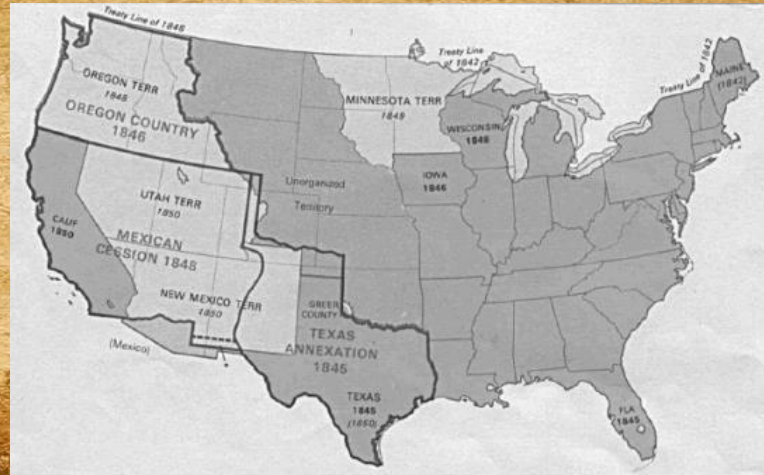 Treaty Line of 1846
Treaty Line
of 1842
Treaty Line of 1842
MAINE
(1842)
OREGON TERR
1848
OREGON COUNTRY
1846
MINNESOTA TERR
1849
WISCONSIN
1848
IOWA
1846
Unorganized
Territory
UTAH TERR
1850
CALIF
1850
MEXICAN
CESSION 1848
NEW MEXICO TERR
1850
GREER
COUNTY
TEXAS
ANNEXATION
1845
(Mexico)
TEXAS
1845
(1850)
FLA
1845